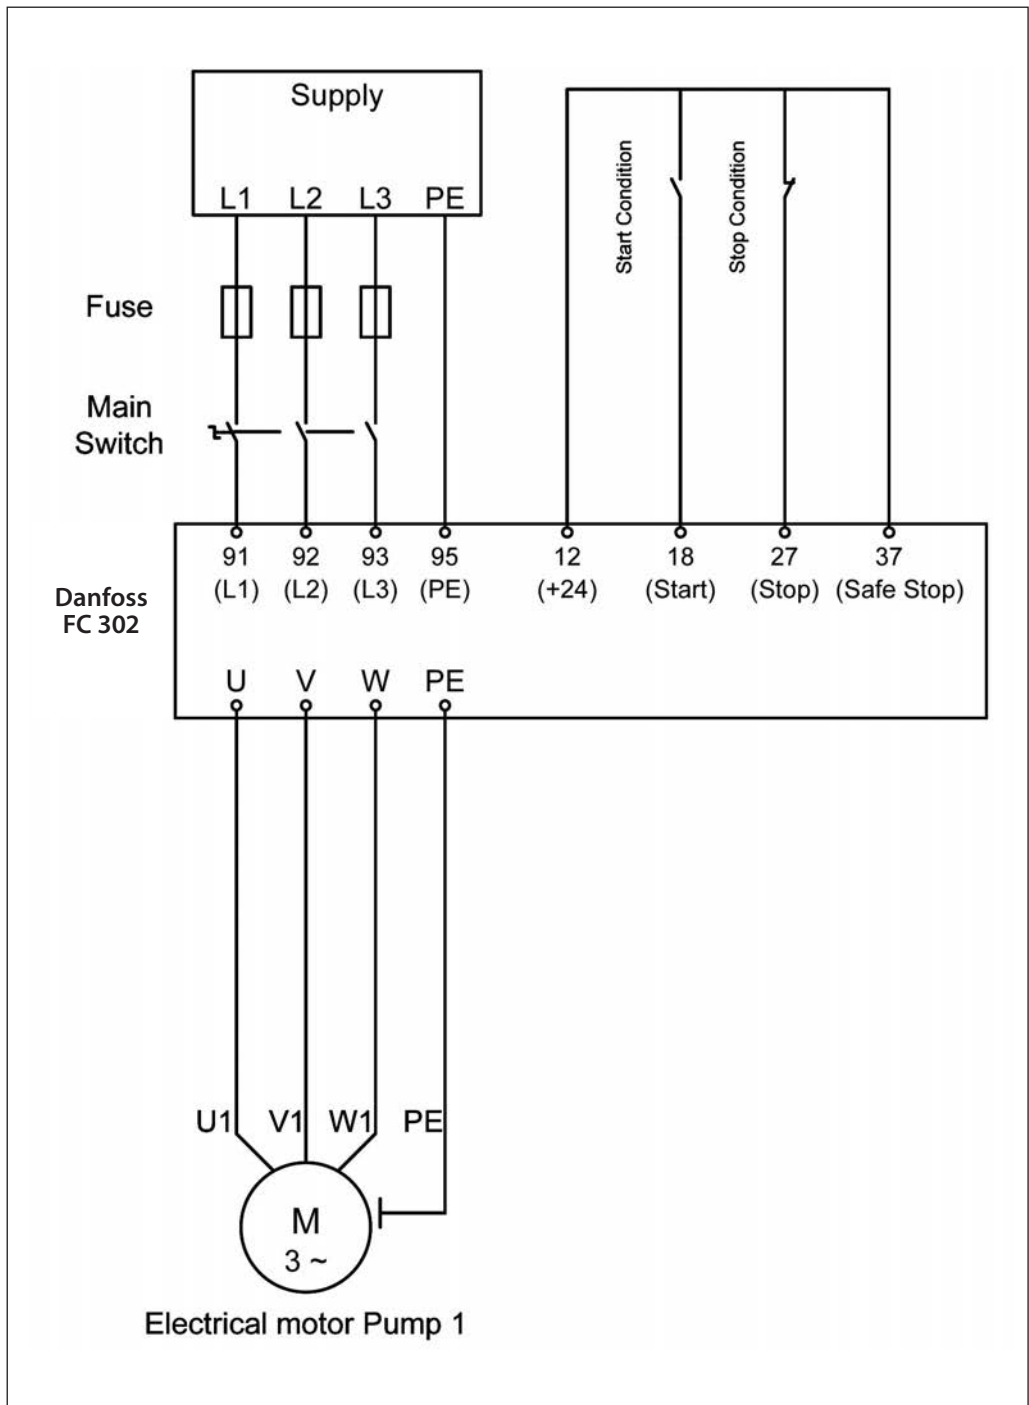 Supply
L1 L2 L3 PE
Start Condition
Stop Condition
Fuse
Main
Switch
91 92 93 95 12 18 27 37
(L1) (L2) (L3) (PE) (+24) (Start) (Stop) (Safe Stop)
Danfoss
FC 302
U V W PE
U1 V1 W1 PE
M
3 ~
Electrical motor Pump 1